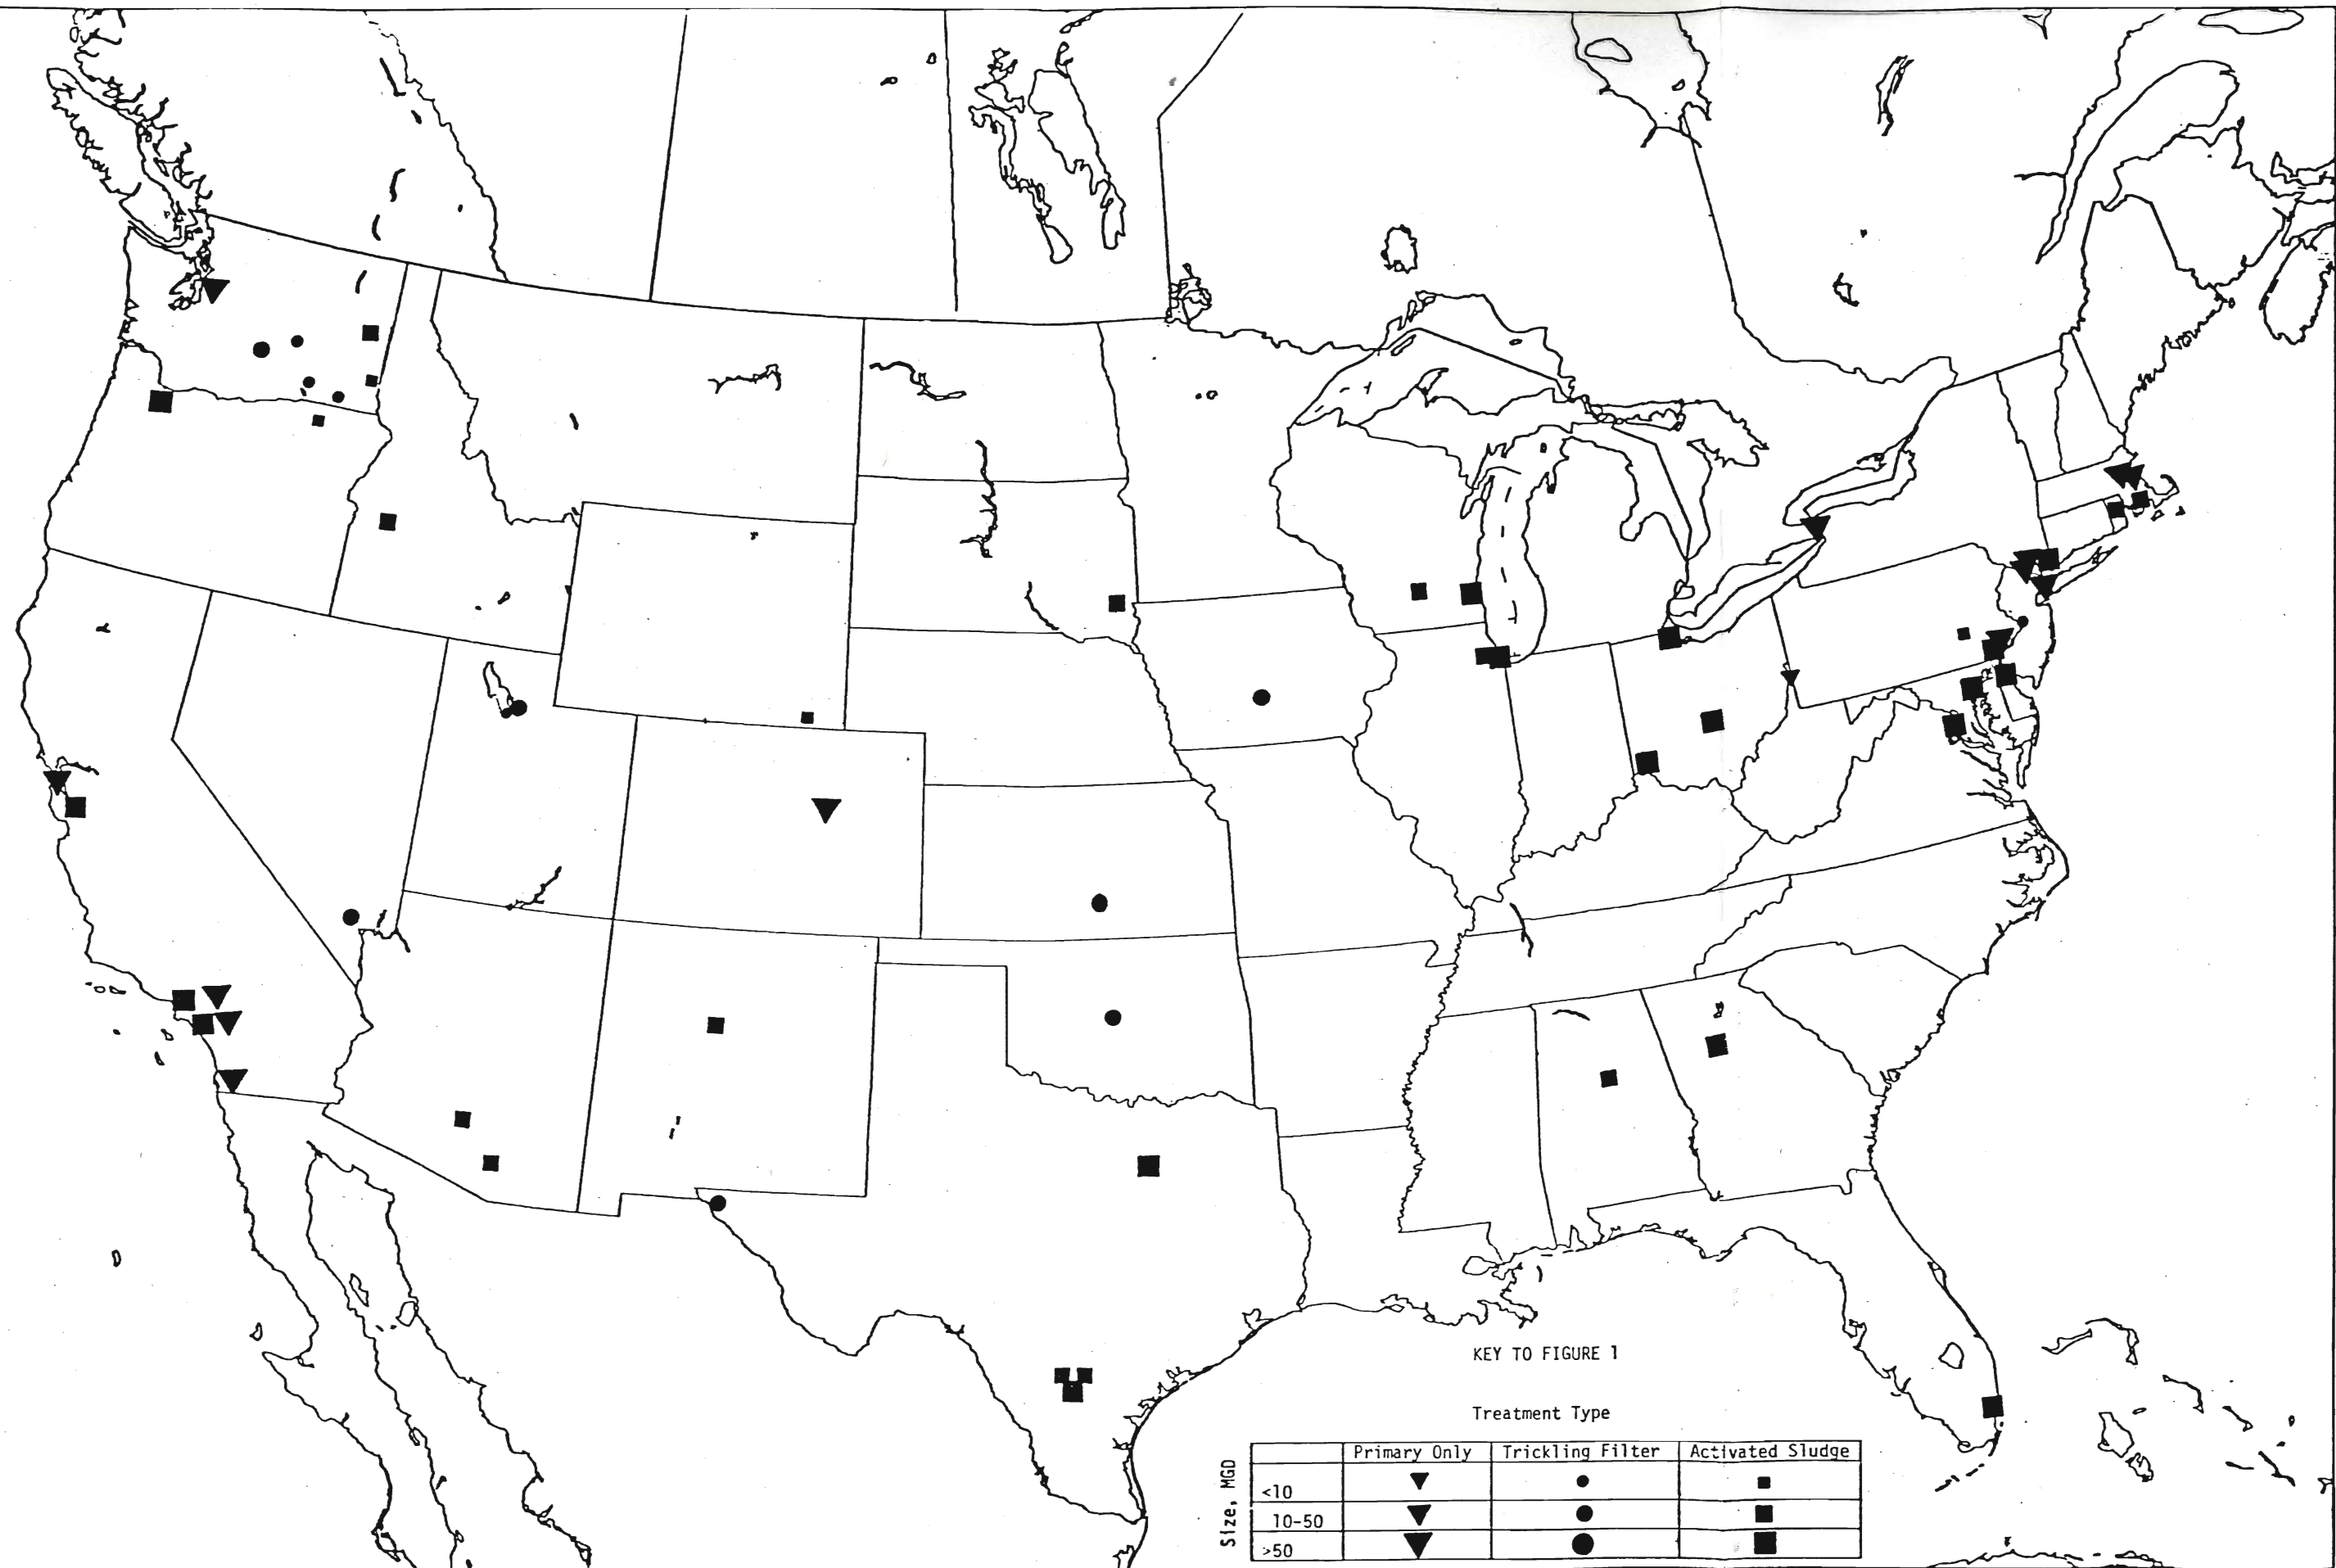 KEY TO FIGURE 1
Treatment Type
Primary Only Trickling Filter Activated Sludge
Size, MGD
<10
10-50
>50